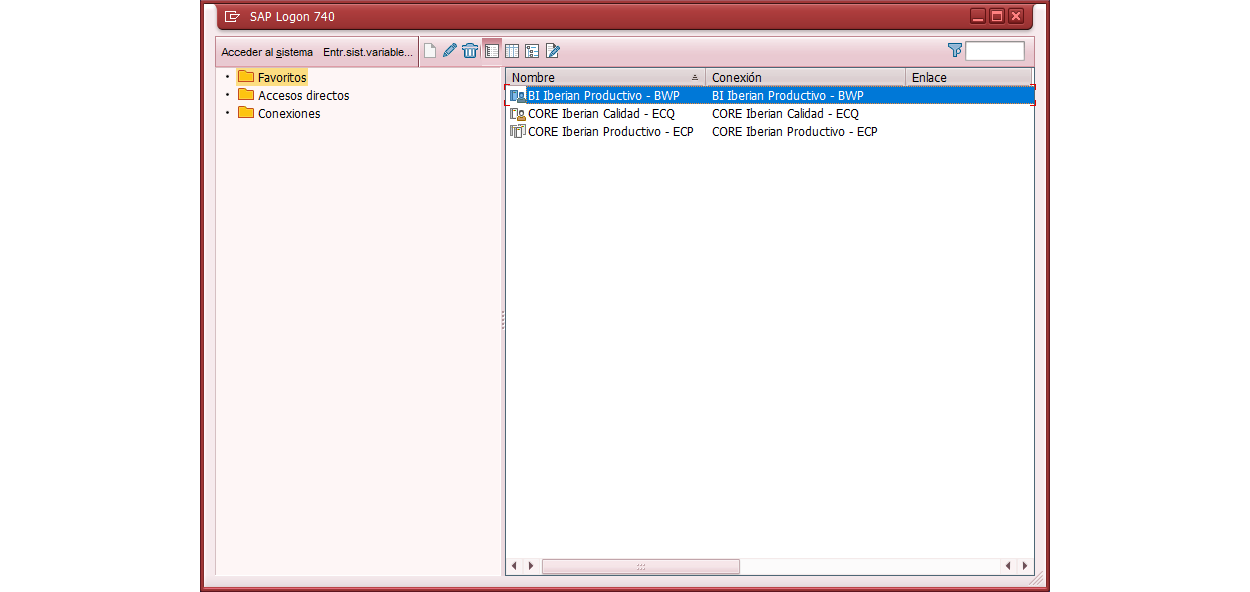 SAP Logon 740
Acceder al sistema Entr.sist.variable...
Favoritos
Accesos directos
Conexiones
Nombre Conexión Enlace
BI Iberian Productivo - BWP BI Iberian Productivo - BWP
CORE Iberian Calidad - ECQ CORE Iberian Calidad - ECQ
CORE Iberian Productivo - ECP CORE Iberian Productivo - ECP